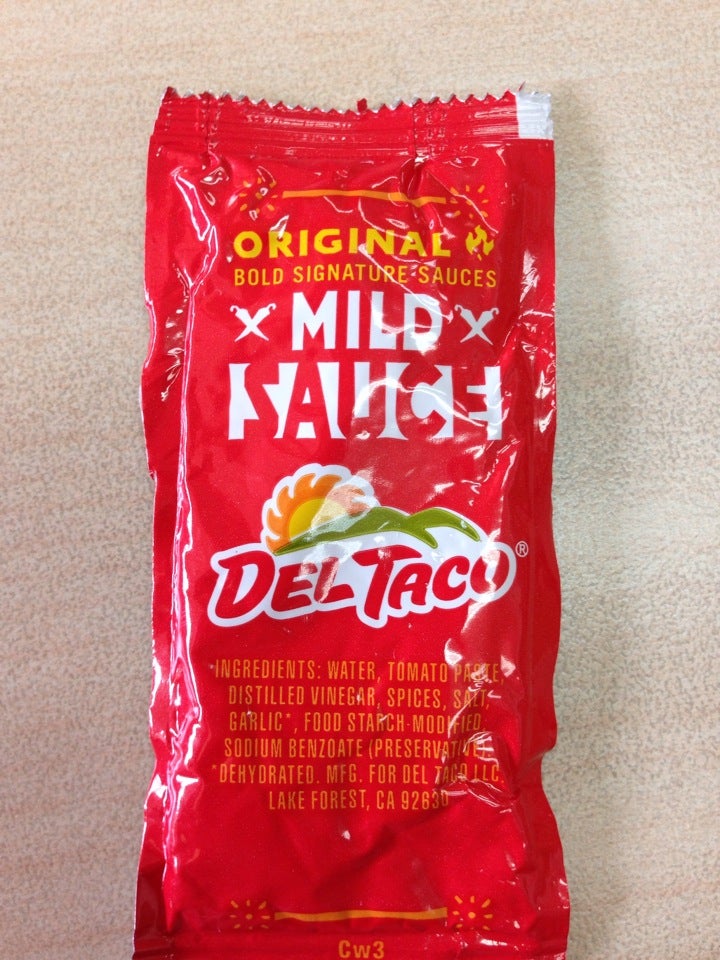 ORIGINAL
BOLD SIGNATURE SAUCES
MILD
SAUCE
DEL TACO®
INGREDIENTS: WATER, TOMATO PASTE,
DISTILLED VINEGAR, SPICES, SALT,
GARLIC*, FOOD STARCH-MODIFIED,
SODIUM BENZOATE (PRESERVATIVE)
*DEHYDRATED. MFG. FOR DEL TACO LLC.
LAKE FOREST, CA 92630
Cw3